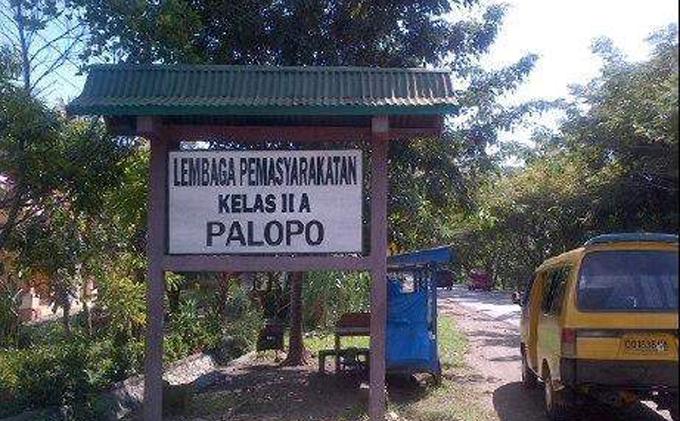 LEMBAGA PEMASYARAKATAN
KELAS II A
PALOPO